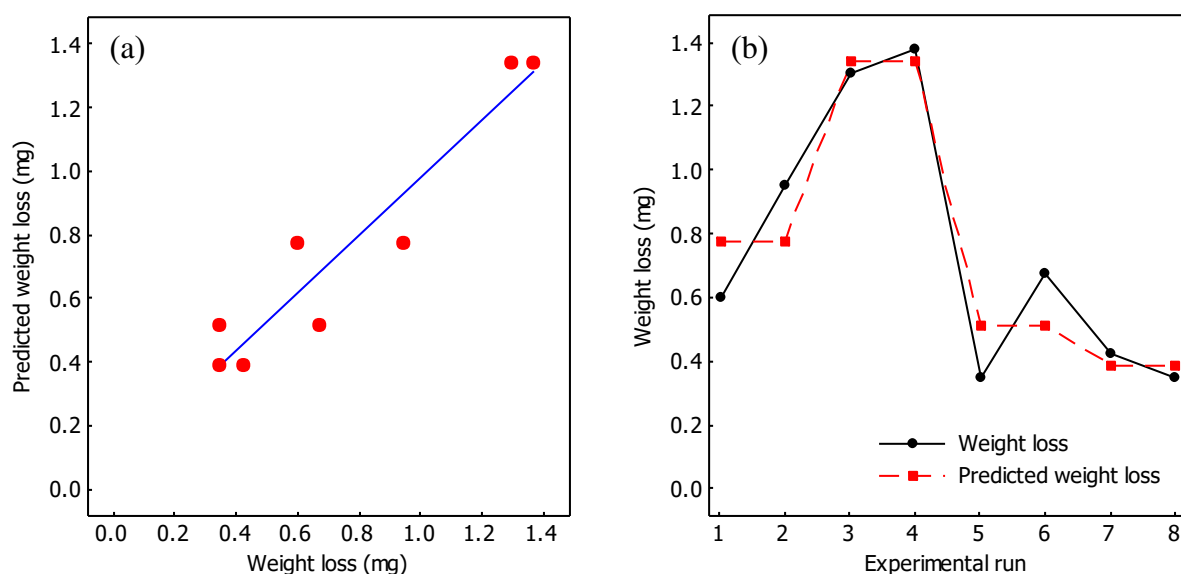 (a)
Predicted weight loss (mg)
1.4
1.2
1.0
0.8
0.6
0.4
0.2
0.0
0.0 0.2 0.4 0.6 0.8 1.0 1.2 1.4
Weight loss (mg)
(b)
Weight loss (mg)
1.4
1.2
1.0
0.8
0.6
0.4
0.2
0.0
Weight loss
Predicted weight loss
1 2 3 4 5 6 7 8
Experimental run